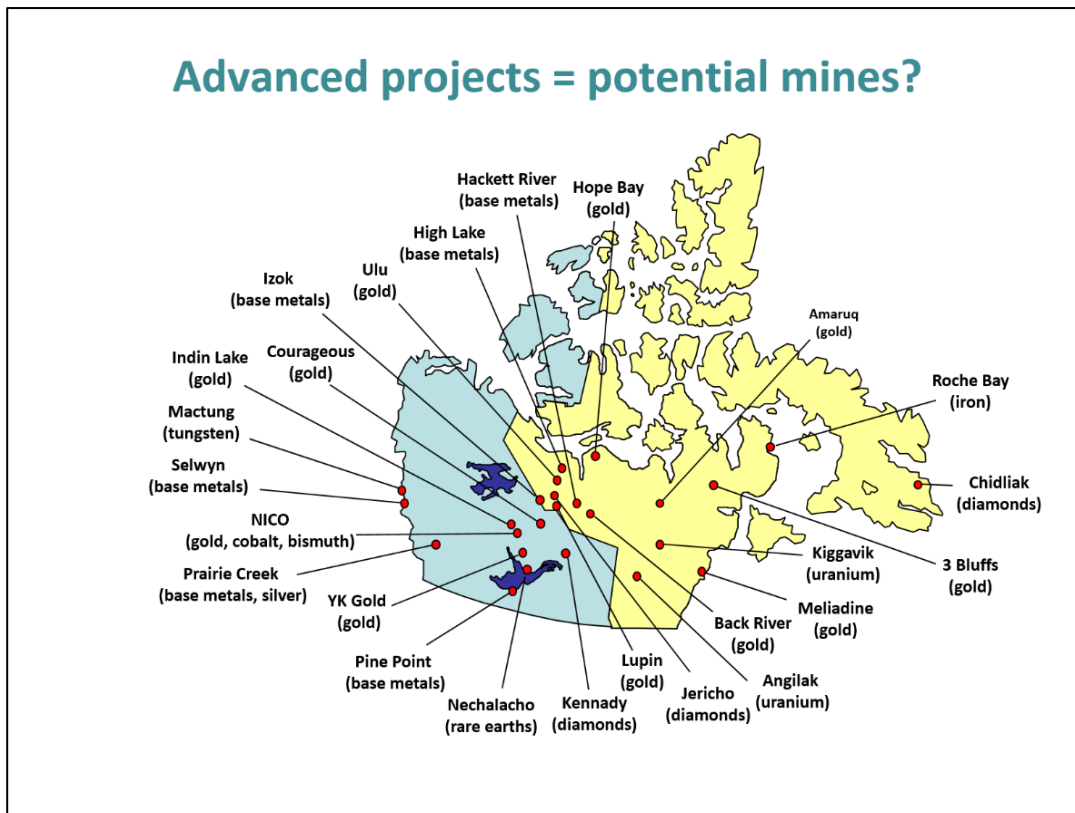 Advanced projects = potential mines?
Hackett River
(base metals)
Hope Bay
(gold)
High Lake
(base metals)
Ulu
(gold)
Izok
(base metals)
Amaruq
(gold)
Courageous
(gold)
Indin Lake
(gold)
Roche Bay
(iron)
Mactung
(tungsten)
Selwyn
(base metals)
Chidliak
(diamonds)
NICO
(gold, cobalt, bismuth)
Kiggavik
(uranium)
3 Bluffs
(gold)
Prairie Creek
(base metals, silver)
YK Gold
(gold)
Meliadine
(gold)
Back River
(gold)
Pine Point
(base metals)
Lupin
(gold)
Angilak
(uranium)
Jericho
(diamonds)
Nechalacho
(rare earths)
Kennady
(diamonds)